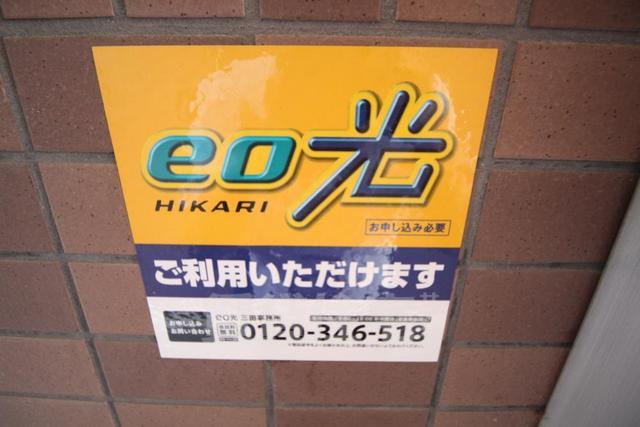 eo光
HIKARI
お申し込み必要
ご利用いただけます
お申し込み
お問い合わせ
eo光 三田事務所
通話料
無料
0120-346-518